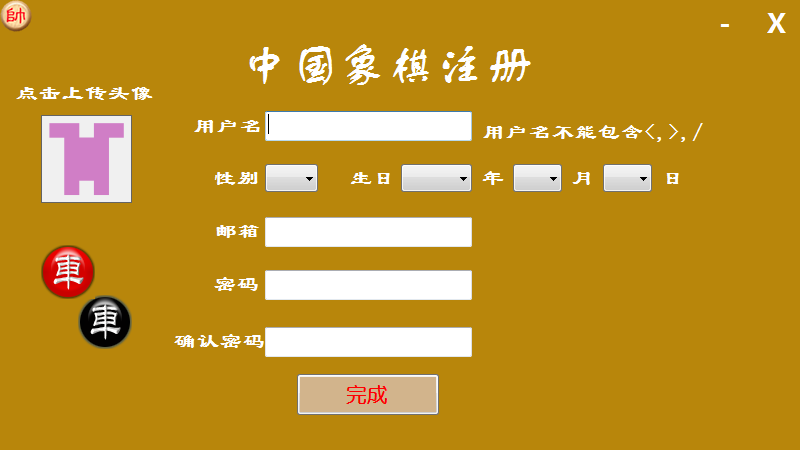 帥
- X
中国象棋注册
点击上传头像
用户名 用户名不能包含<,>,/
性别 生日 年 月 日
邮箱
車
密码
車
确认密码
完成